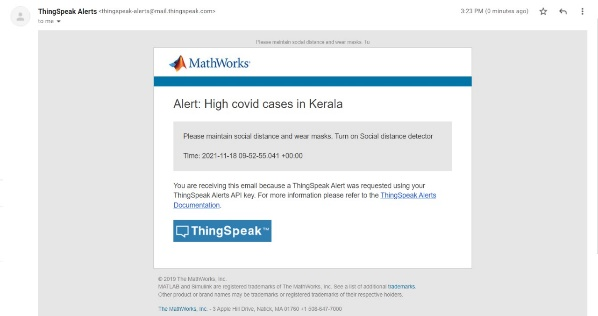 ThingSpeak Alerts <thingspeak-alerts@mail.thingspeak.com>
3:23 PM (0 minutes ago)
to me
Please maintain social distance and wear masks. Tu
MathWorks
Alert: High covid cases in Kerala
Please maintain social distance and wear masks. Turn on Social distance detector
Time: 2021-11-18 09-52-55.041 +00:00
You are receiving this email because a ThingSpeak Alert was requested using your
ThingSpeak Alerts API key. For more information please refer to the ThingSpeak Alerts
Documentation.
ThingSpeak™
© 2019 The MathWorks, Inc.
MATLAB and Simulink are registered trademarks of The MathWorks, Inc. See a list of additional trademarks.
Other product or brand names may be trademarks or registered trademarks of their respective holders.
The MathWorks, Inc. - 3 Apple Hill Drive, Natick, MA 01760 +1-508-647-7000